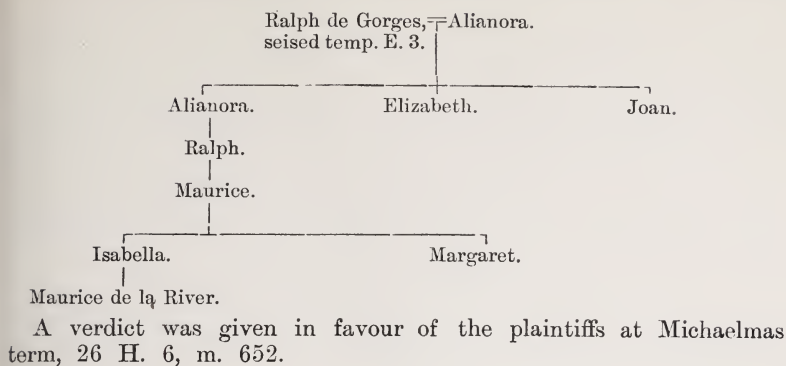 Ralph de Gorges,=Alianora.
seised temp. E. 3.
Alianora. Elizabeth. Joan.
Ralph.
Maurice.
Isabella. Margaret.
Maurice de la River.
A verdict was given in favour of the plaintiffs at Michaelmas
term, 26 H. 6, m. 652.